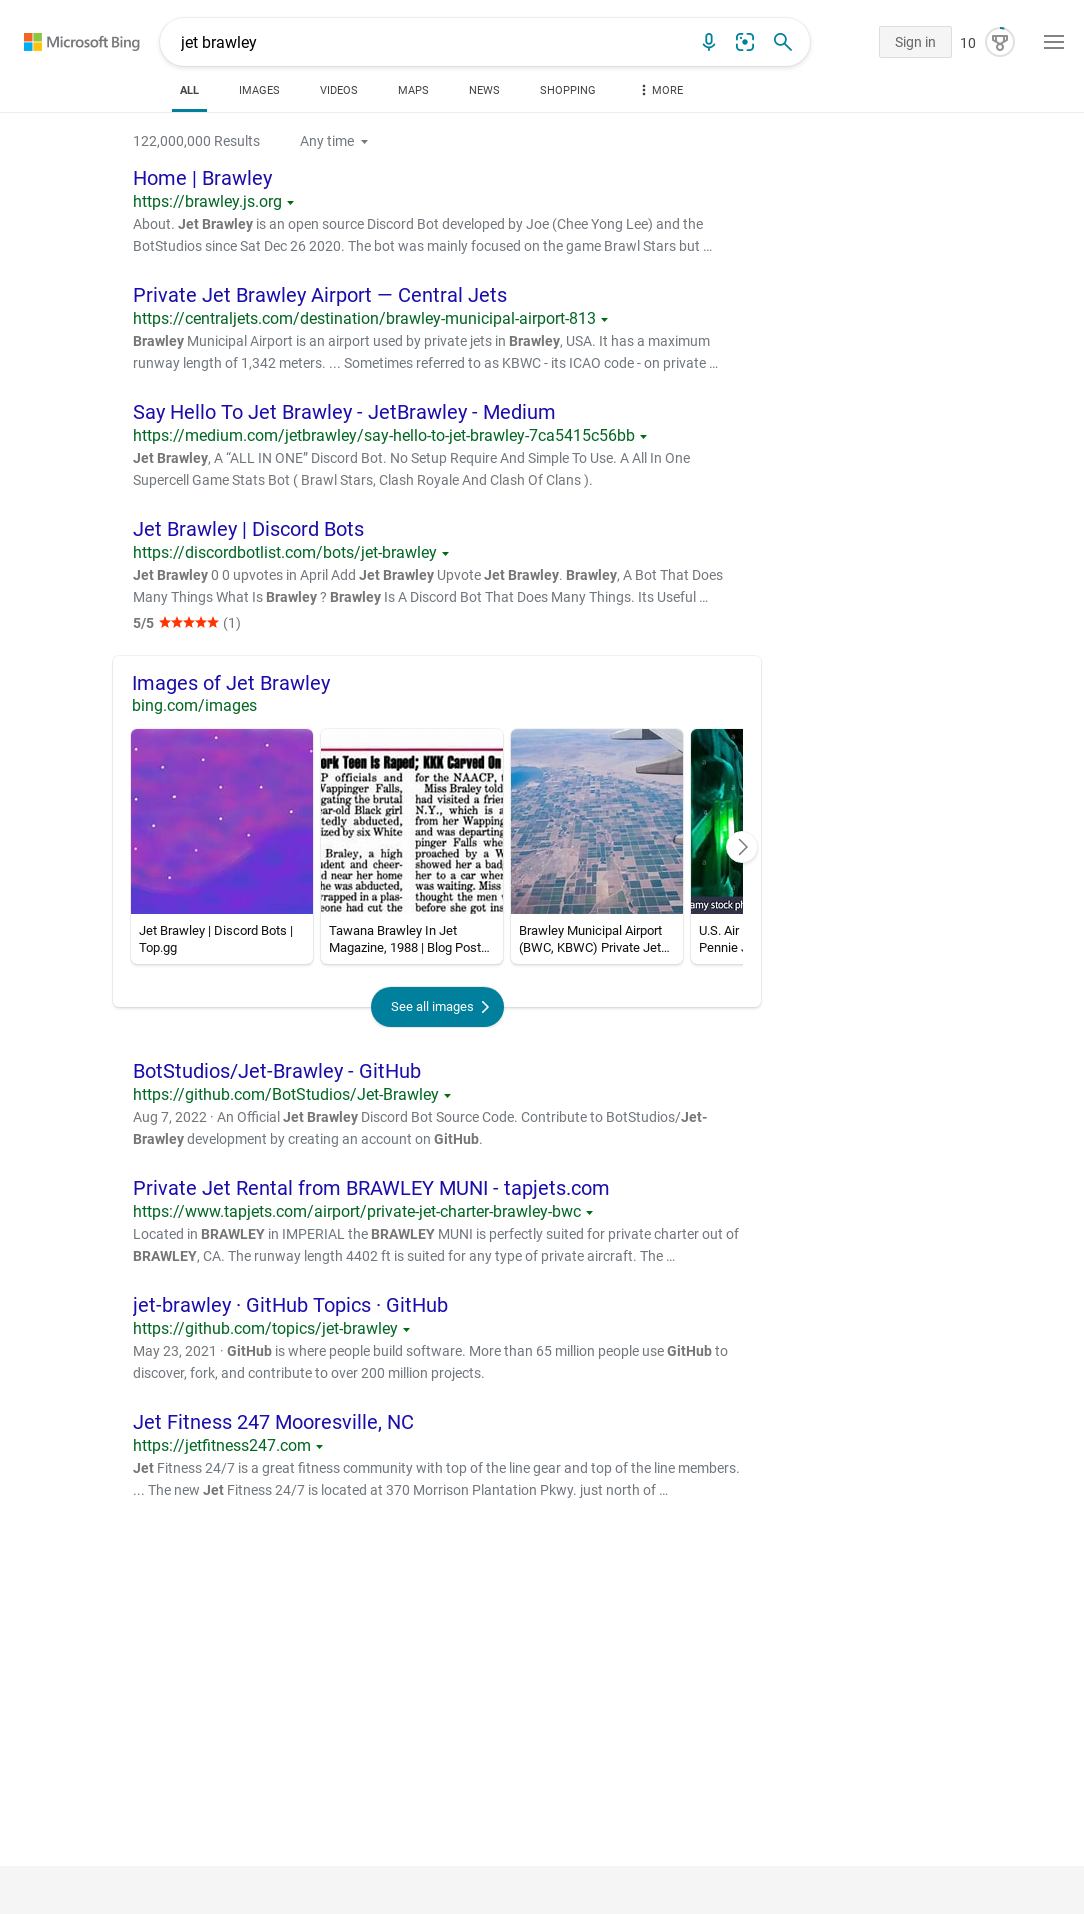 Microsoft Bing
jet brawley
Sign in
10
ALL
IMAGES
VIDEOS
MAPS
NEWS
SHOPPING
MORE
122,000,000 Results
Any time
Home | Brawley
https://brawley.js.org
About. Jet Brawley is an open source Discord Bot developed by Joe (Chee Yong Lee) and the
BotStudios since Sat Dec 26 2020. The bot was mainly focused on the game Brawl Stars but …
Private Jet Brawley Airport — Central Jets
https://centraljets.com/destination/brawley-municipal-airport-813
Brawley Municipal Airport is an airport used by private jets in Brawley, USA. It has a maximum
runway length of 1,342 meters. ... Sometimes referred to as KBWC - its ICAO code - on private …
Say Hello To Jet Brawley - JetBrawley - Medium
https://medium.com/jetbrawley/say-hello-to-jet-brawley-7ca5415c56bb
Jet Brawley, A “ALL IN ONE” Discord Bot. No Setup Require And Simple To Use. A All In One
Supercell Game Stats Bot ( Brawl Stars, Clash Royale And Clash Of Clans ).
Jet Brawley | Discord Bots
https://discordbotlist.com/bots/jet-brawley
Jet Brawley 0 0 upvotes in April Add Jet Brawley Upvote Jet Brawley. Brawley, A Bot That Does
Many Things What Is Brawley ? Brawley Is A Discord Bot That Does Many Things. Its Useful …
5/5 (1)
Images of Jet Brawley
bing.com/images
ork Teen Is Raped; KKK Carved On
P officials and
Wappinger Falls,
gating the brutal
ear-old Black girl
tedly abducted,
ized by six White
Braley, a high
dent and cheer-
d near her home
he was abducted,
rapped in a plas-
eone had cut the
for the NAACP, t
Miss Braley told
had visited a frie
N.Y., which is a
from her Wapping
and was departing
pinger Falls whe
proached by a W
showed her a bad
her to a car when
was waiting. Miss
thought the men
before she got ins
amy stock ph
Jet Brawley | Discord Bots |
Top.gg
Tawana Brawley In Jet
Magazine, 1988 | Blog Post…
Brawley Municipal Airport
(BWC, KBWC) Private Jet…
U.S. Air
Pennie J
See all images
BotStudios/Jet-Brawley - GitHub
https://github.com/BotStudios/Jet-Brawley
Aug 7, 2022 · An Official Jet Brawley Discord Bot Source Code. Contribute to BotStudios/Jet-
Brawley development by creating an account on GitHub.
Private Jet Rental from BRAWLEY MUNI - tapjets.com
https://www.tapjets.com/airport/private-jet-charter-brawley-bwc
Located in BRAWLEY in IMPERIAL the BRAWLEY MUNI is perfectly suited for private charter out of
BRAWLEY, CA. The runway length 4402 ft is suited for any type of private aircraft. The …
jet-brawley · GitHub Topics · GitHub
https://github.com/topics/jet-brawley
May 23, 2021 · GitHub is where people build software. More than 65 million people use GitHub to
discover, fork, and contribute to over 200 million projects.
Jet Fitness 247 Mooresville, NC
https://jetfitness247.com
Jet Fitness 24/7 is a great fitness community with top of the line gear and top of the line members.
... The new Jet Fitness 24/7 is located at 370 Morrison Plantation Pkwy. just north of …